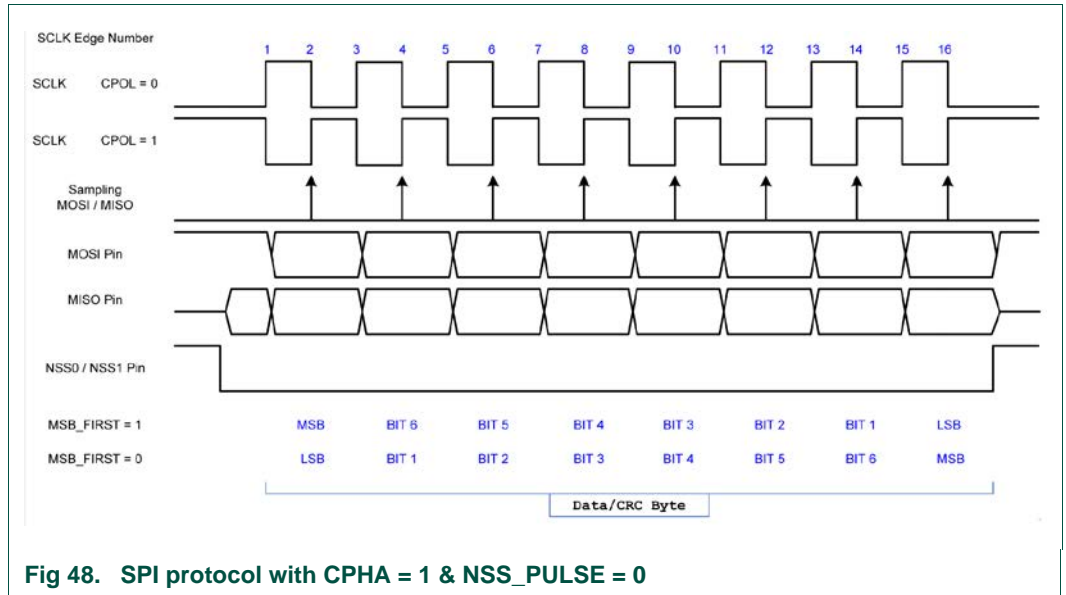 SCLK Edge Number
1 2 3 4 5 6 7 8 9 10 11 12 13 14 15 16
SCLK CPOL = 0
SCLK CPOL = 1
Sampling
MOSI / MISO
MOSI Pin
MISO Pin
NSS0 / NSS1 Pin
MSB_FIRST = 1 MSB BIT 6 BIT 5 BIT 4 BIT 3 BIT 2 BIT 1 LSB
MSB_FIRST = 0 LSB BIT 1 BIT 2 BIT 3 BIT 4 BIT 5 BIT 6 MSB
Data/CRC Byte
Fig 48. SPI protocol with CPHA = 1 & NSS_PULSE = 0